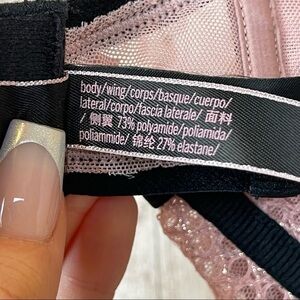 body/wing/corps/basque/cuerpo/
lateral/corpo/fascia laterale/ 面料
/ 侧翼 73% polyamide/poliamida/
poliammide/ 锦纶 27% elastane/